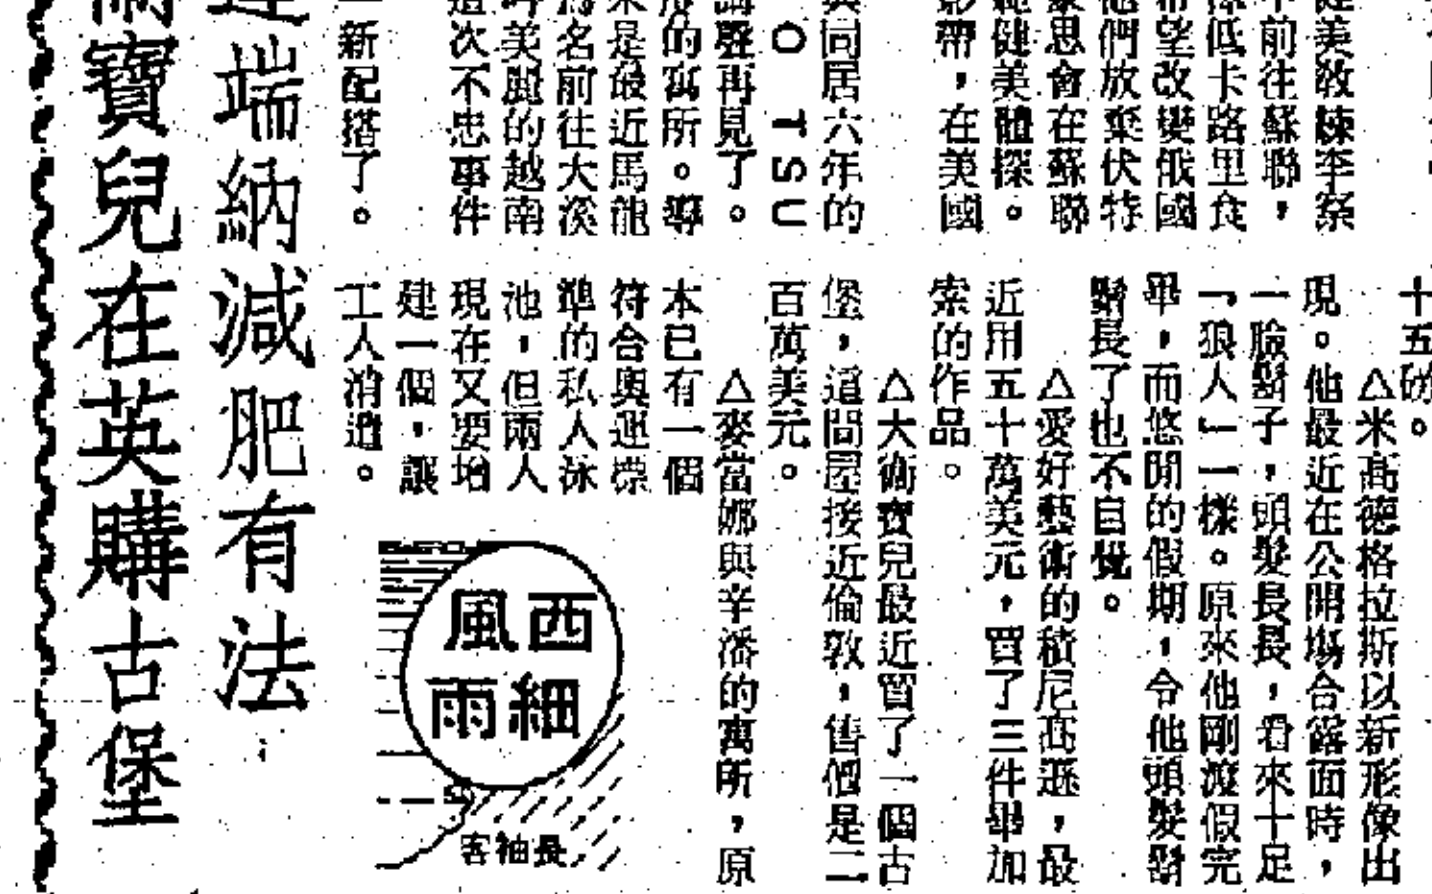 健美教練李察
前往蘇聯，
低卡路里食
希望改變俄國
他們放棄伏特
思會在蘇聯
健美體操。
影帶，在美國
與同居六年的
O TSU
聲再見了。
的寓所。導
來是最近馬龍
名前往大溪
美麗的越南
這次不忠事件
一新配搭了。
十五磅。
△米高德格拉斯以新形像出
現。他最近在公開場合露面時，
一臉鬍子，頭髮長長，看來十足
「狼人」一樣。原來他剛渡假完
畢，而悠閒的假期，令他頭髮鬍
鬍長了也不自覺。
△愛好藝術的積尼高遜，最
近用五十萬美元，買了三件畢加
索的作品。
△大衛寶兒最近買了一個古
堡，這間屋接近倫敦，售價是二
百萬美元。
△麥當娜與辛潘的寓所，原
本已有一個
符合奧運標
準的私人泳
池，但兩人
現在又要增
建一個，讓
工人消遣。
西風
細雨
長袖客
連端納減肥有法
衛寶兒在英購古堡